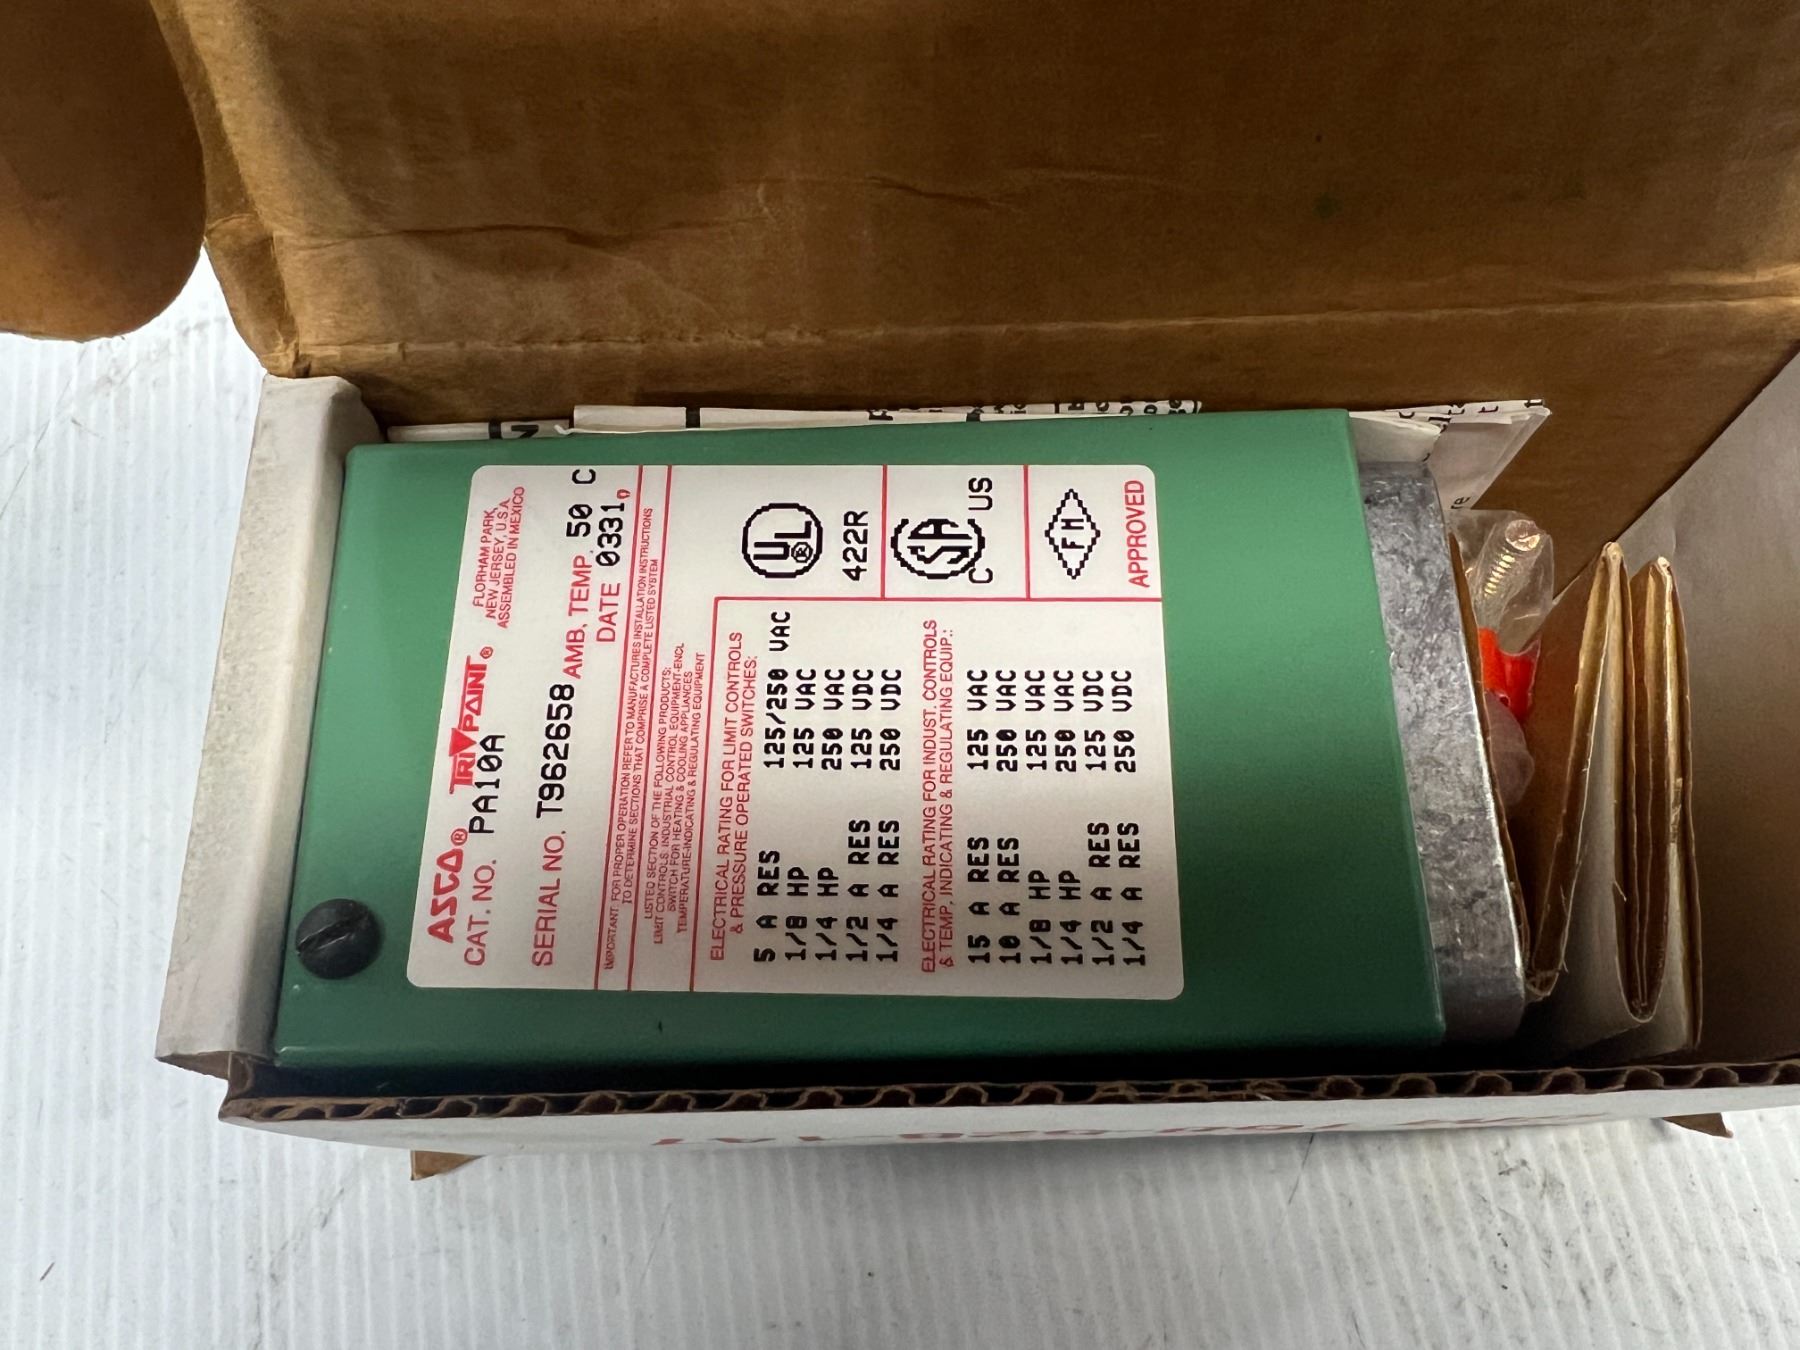 ASCO® TRIPOINT®
FLORHAM PARK,
NEW JERSEY, U.S.A.
ASSEMBLED IN MEXICO
CAT. NO. PA10A
SERIAL NO. T962658 AMB. TEMP. 50 C
DATE 0331
IMPORTANT: FOR PROPER OPERATION REFER TO MANUFACTURES INSTALLATION INSTRUCTIONS
TO DETERMINE SECTIONS THAT COMPRISE A COMPLETE LISTED SYSTEM
LISTED SECTION OF THE FOLLOWING PRODUCTS:
LIMIT CONTROLS, INDUSTRIAL CONTROL EQUIPMENT-ENCL
SWITCH FOR HEATING & COOLING APPLIANCES
TEMPERATURE-INDICATING & REGULATING EQUIPMENT
ELECTRICAL RATING FOR LIMIT CONTROLS
& PRESSURE OPERATED SWITCHES:
5 A RES 125/250 VAC
1/8 HP 125 VAC
1/4 HP 250 VAC
1/2 A RES 125 VDC
1/4 A RES 250 VDC
ELECTRICAL RATING FOR INDUST. CONTROLS
& TEMP. INDICATING & REGULATING EQUIP.:
15 A RES 125 VAC
10 A RES 250 VAC
1/8 HP 125 VAC
1/4 HP 250 VAC
1/2 A RES 125 VDC
1/4 A RES 250 VDC
UL®
422R
C SA US
FM
APPROVED